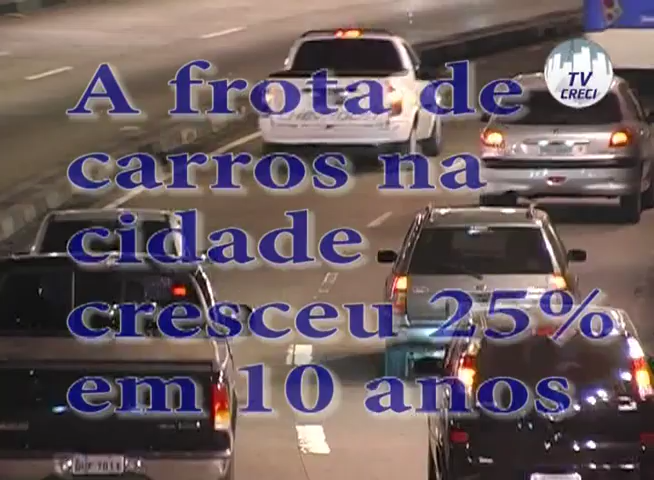 A frota de
carros na
cidade
cresceu 25%
em 10 anos
TV
CRECI